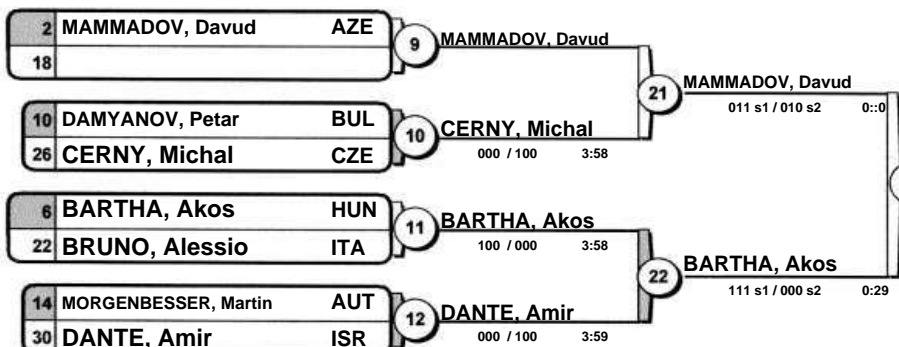 2 MAMMADOV, Davud AZE
18
9 MAMMADOV, Davud
10 DAMYANOV, Petar BUL
26 CERNY, Michal CZE
10 CERNY, Michal
000 / 100 3:58
21 MAMMADOV, Davud
011 s1 / 010 s2 0::0
6 BARTHA, Akos HUN
22 BRUNO, Alessio ITA
11 BARTHA, Akos
100 / 000 3:58
14 MORGENBESSER, Martin AUT
30 DANTE, Amir ISR
12 DANTE, Amir
000 / 100 3:59
22 BARTHA, Akos
111 s1 / 000 s2 0:29